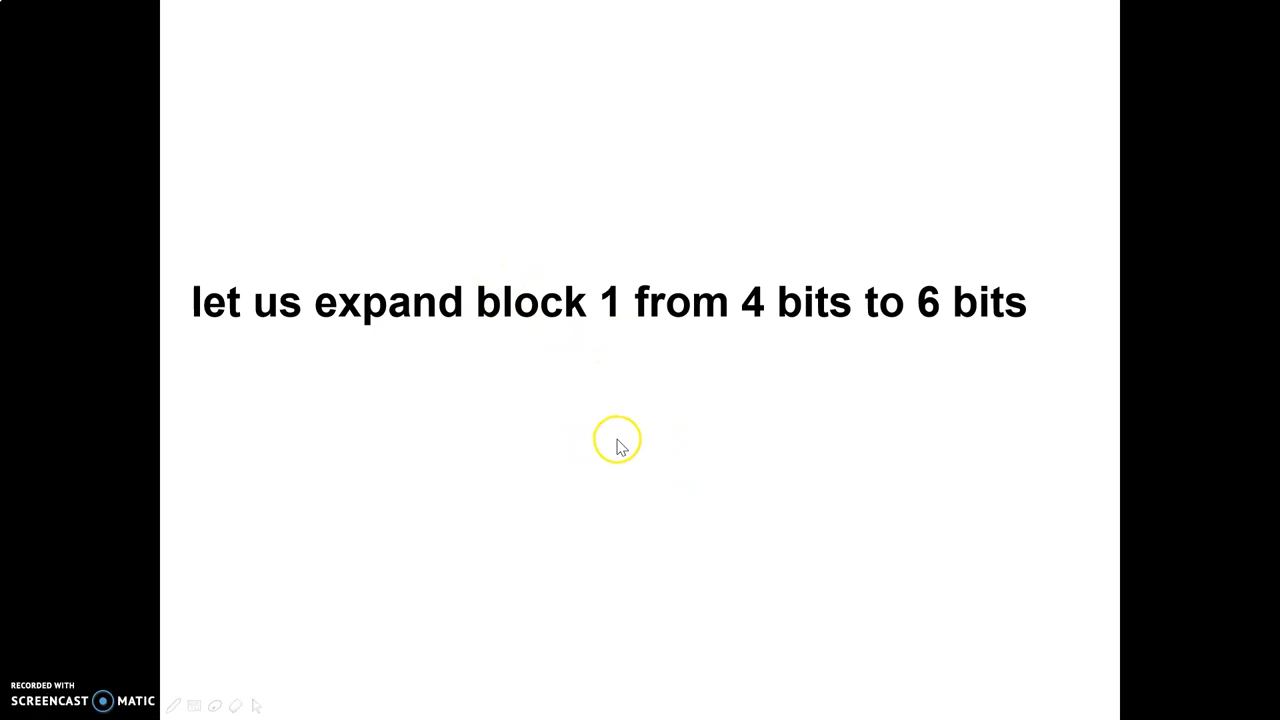 let us expand block 1 from 4 bits to 6 bits
RECORDED WITH
SCREENCAST MATIC